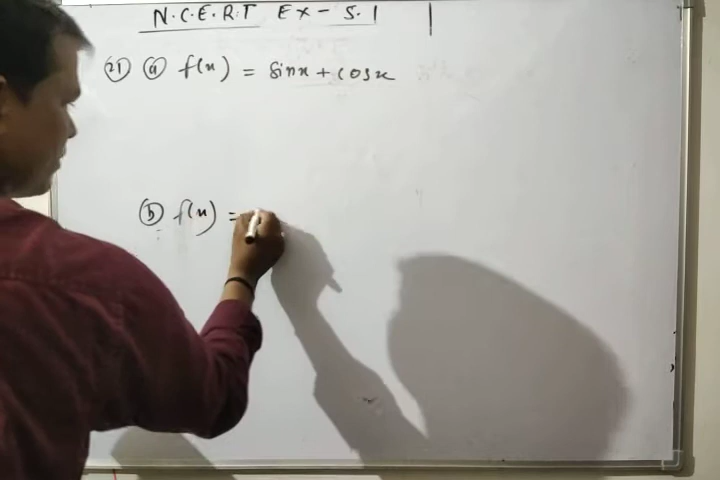 N.C.E.R.T EX - 5.1
(21) (a) f(x) = Sinx + cosx
(b) f(x) =